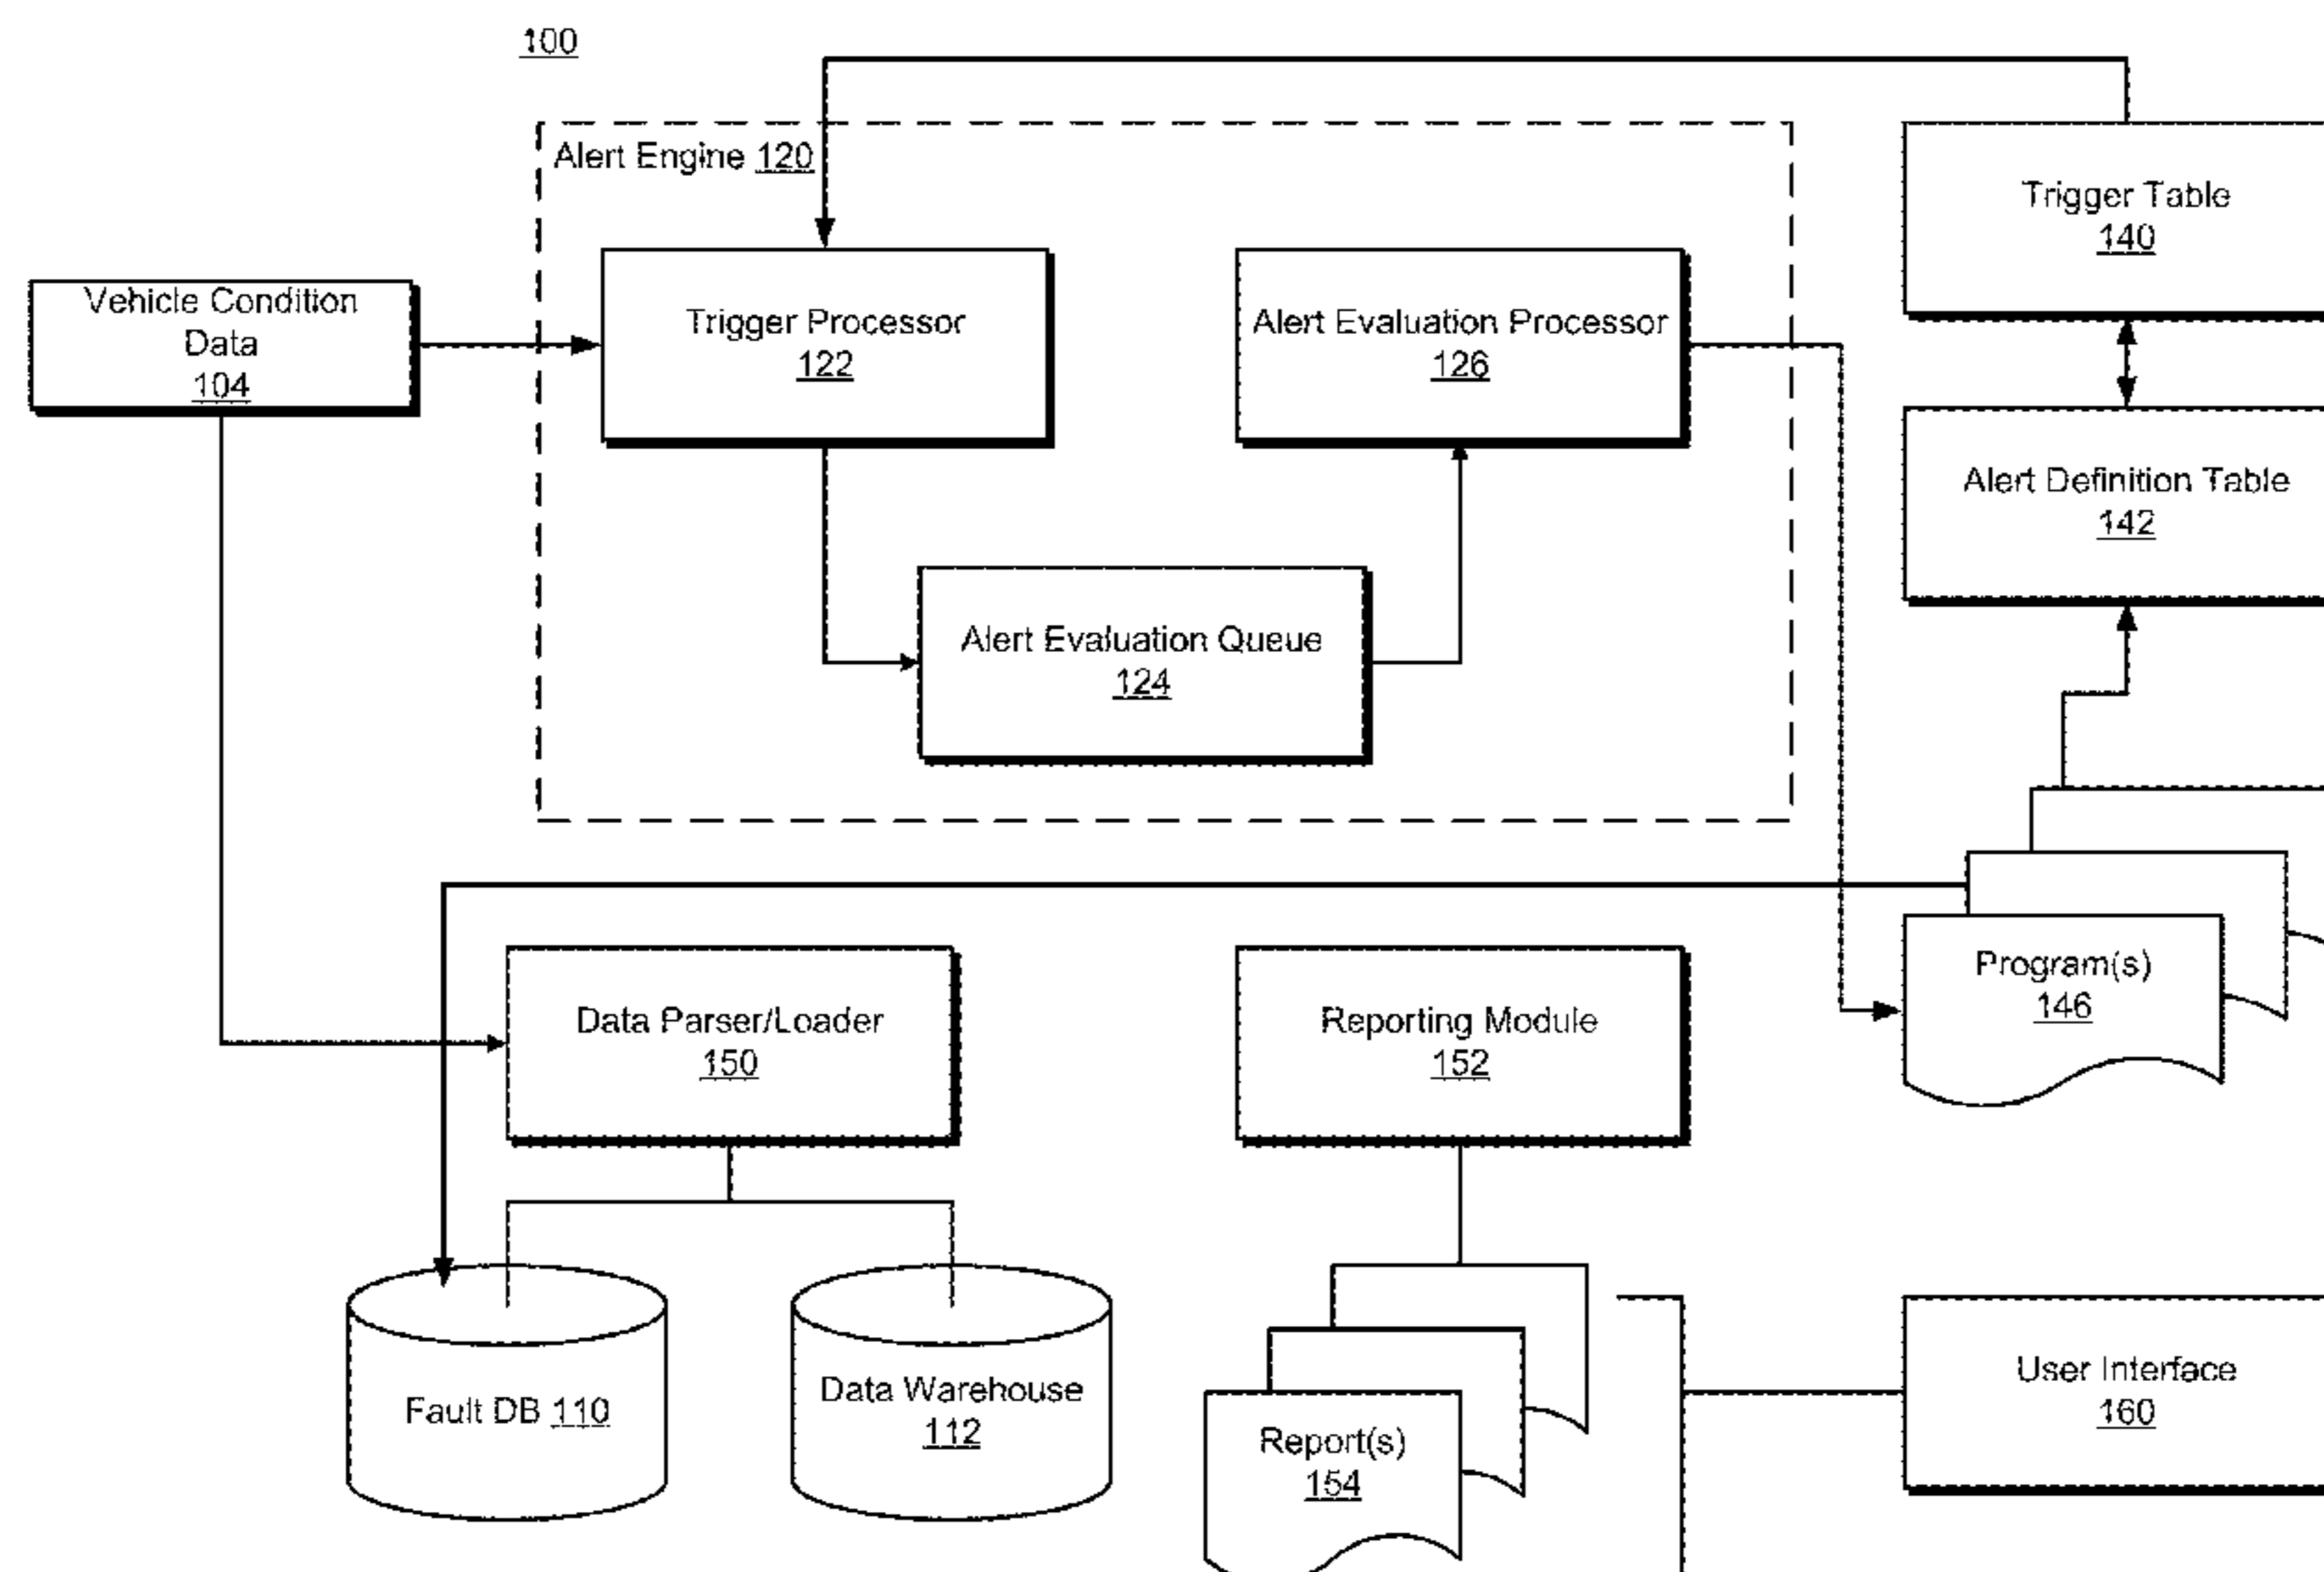 100
Alert Engine 120
Trigger Table
140
Vehicle Condition
Data
104
Trigger Processor
122
Alert Evaluation Processor
126
Alert Definition Table
142
Alert Evaluation Queue
124
Program(s)
146
Data Parser/Loader
150
Reporting Module
152
Fault DB 110
Data Warehouse
112
Report(s)
154
User Interface
160